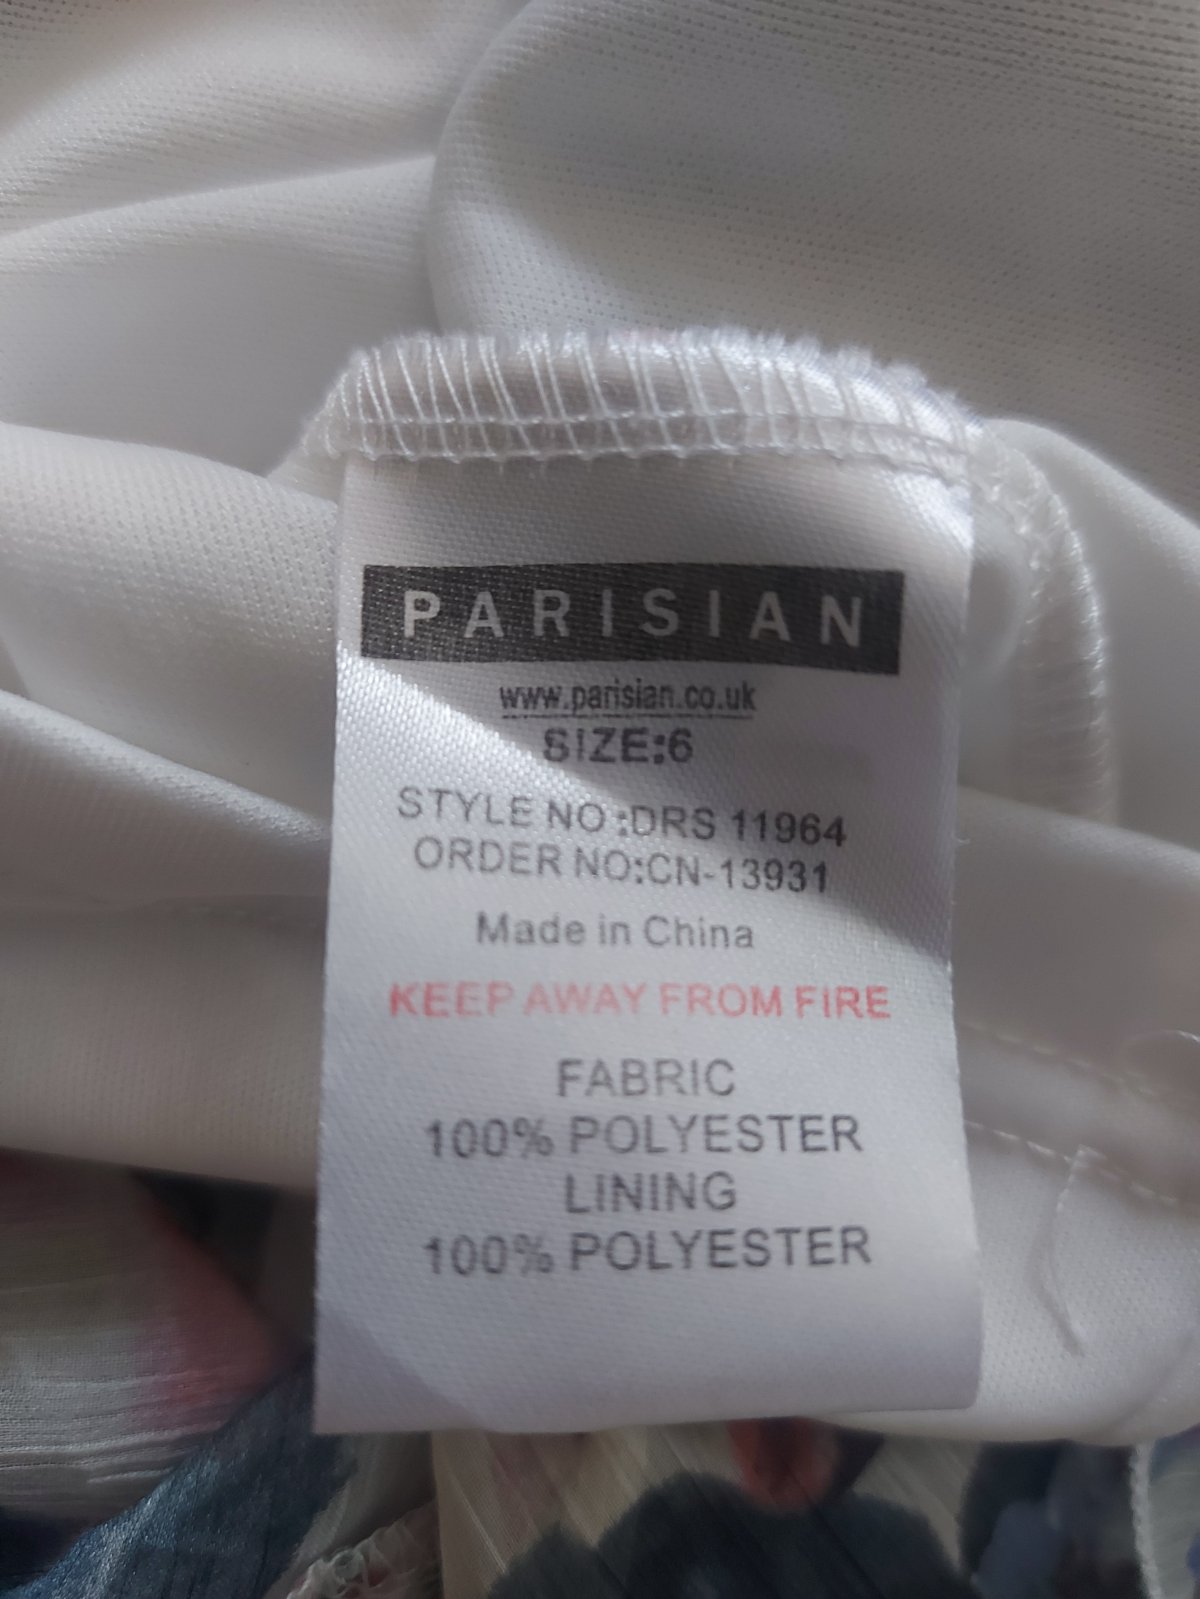 PARISIAN
www.parisian.co.uk
SIZE:6
STYLE NO:DRS 11964
ORDER NO:CN-13931
Made in China
KEEP AWAY FROM FIRE
FABRIC
100% POLYESTER
LINING
100% POLYESTER